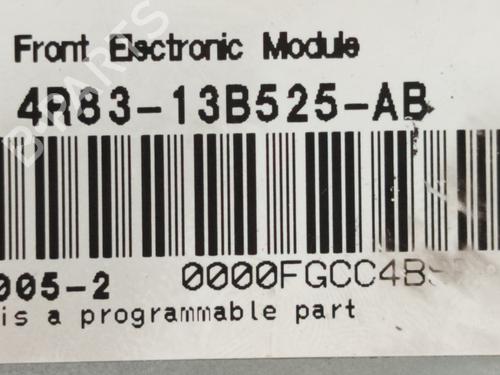 Front Electronic Module
4R83-13B525-AB
005-2 0000FGCC4B
is a programmable part